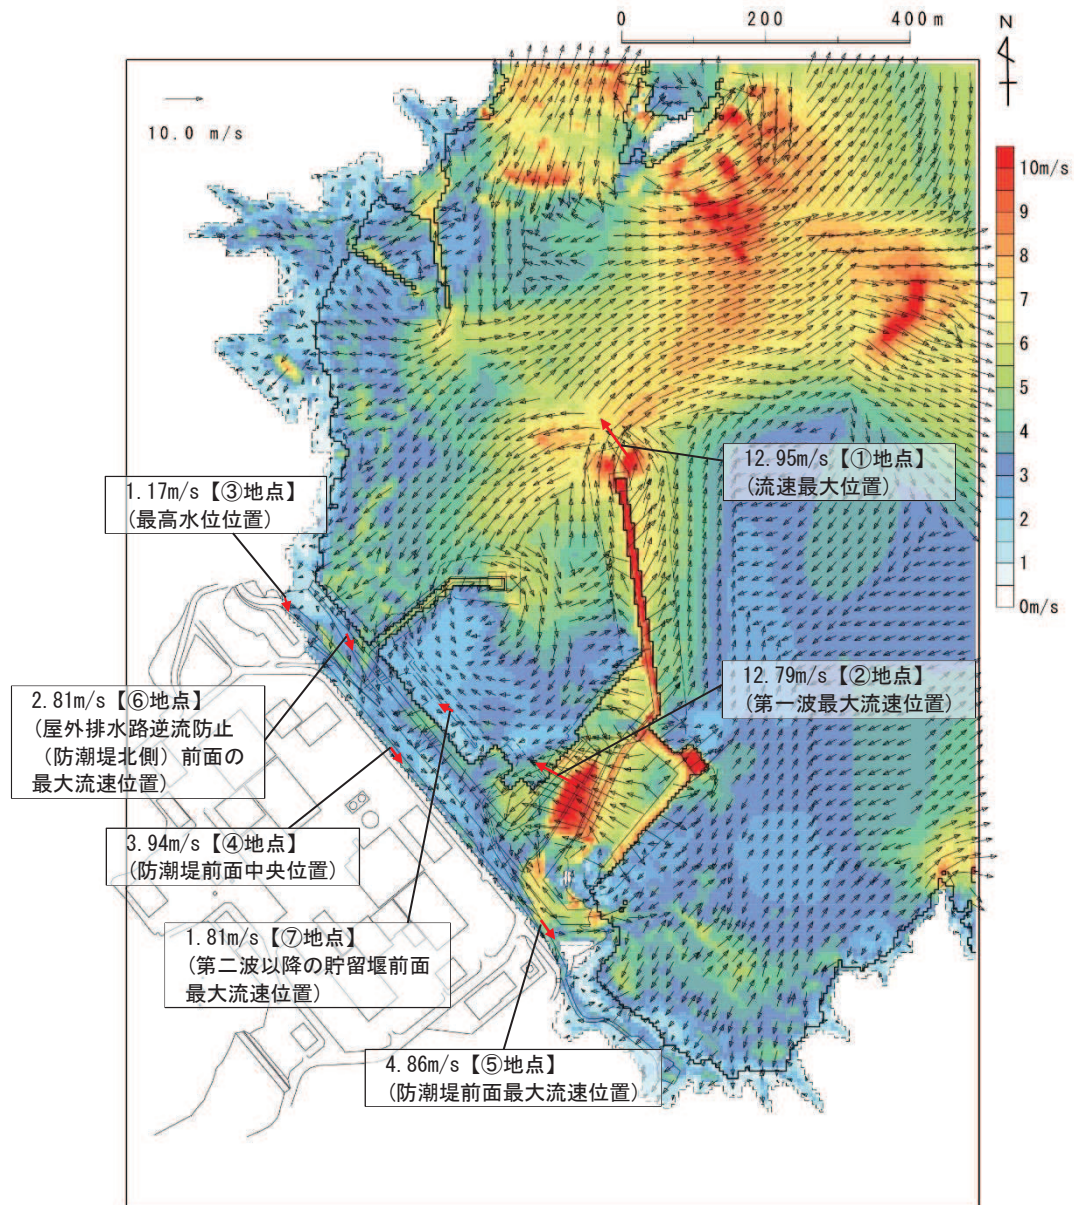 0 200 400m
N
10.0 m/s
10m/s
9
8
7
6
5
4
3
2
1
0m/s
12.95m/s【①地点】
(流速最大位置)
1.17m/s【③地点】
(最高水位位置)
12.79m/s【②地点】
(第一波最大流速位置)
2.81m/s【⑥地点】
(屋外排水路逆流防止
(防潮堤北側)前面の
最大流速位置)
3.94m/s【④地点】
(防潮堤前面中央位置)
1.81m/s【⑦地点】
(第二波以降の貯留堰前面
最大流速位置)
4.86m/s【⑤地点】
(防潮堤前面最大流速位置)